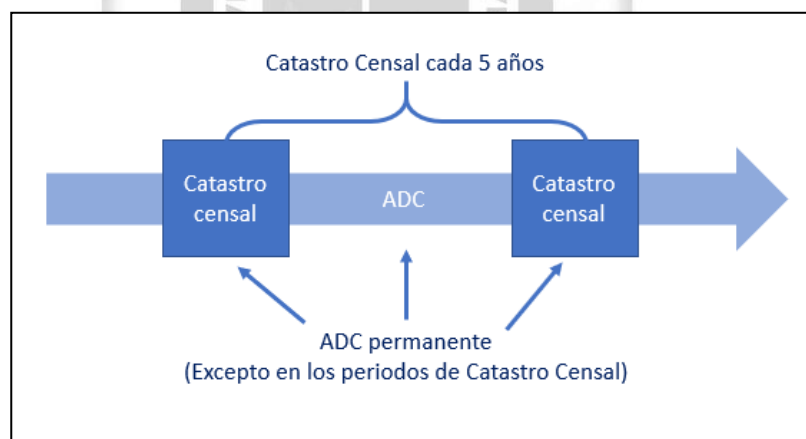 Catastro Censal cada 5 años
Catastro
censal
ADC
Catastro
censal
ADC permanente
(Excepto en los periodos de Catastro Censal)